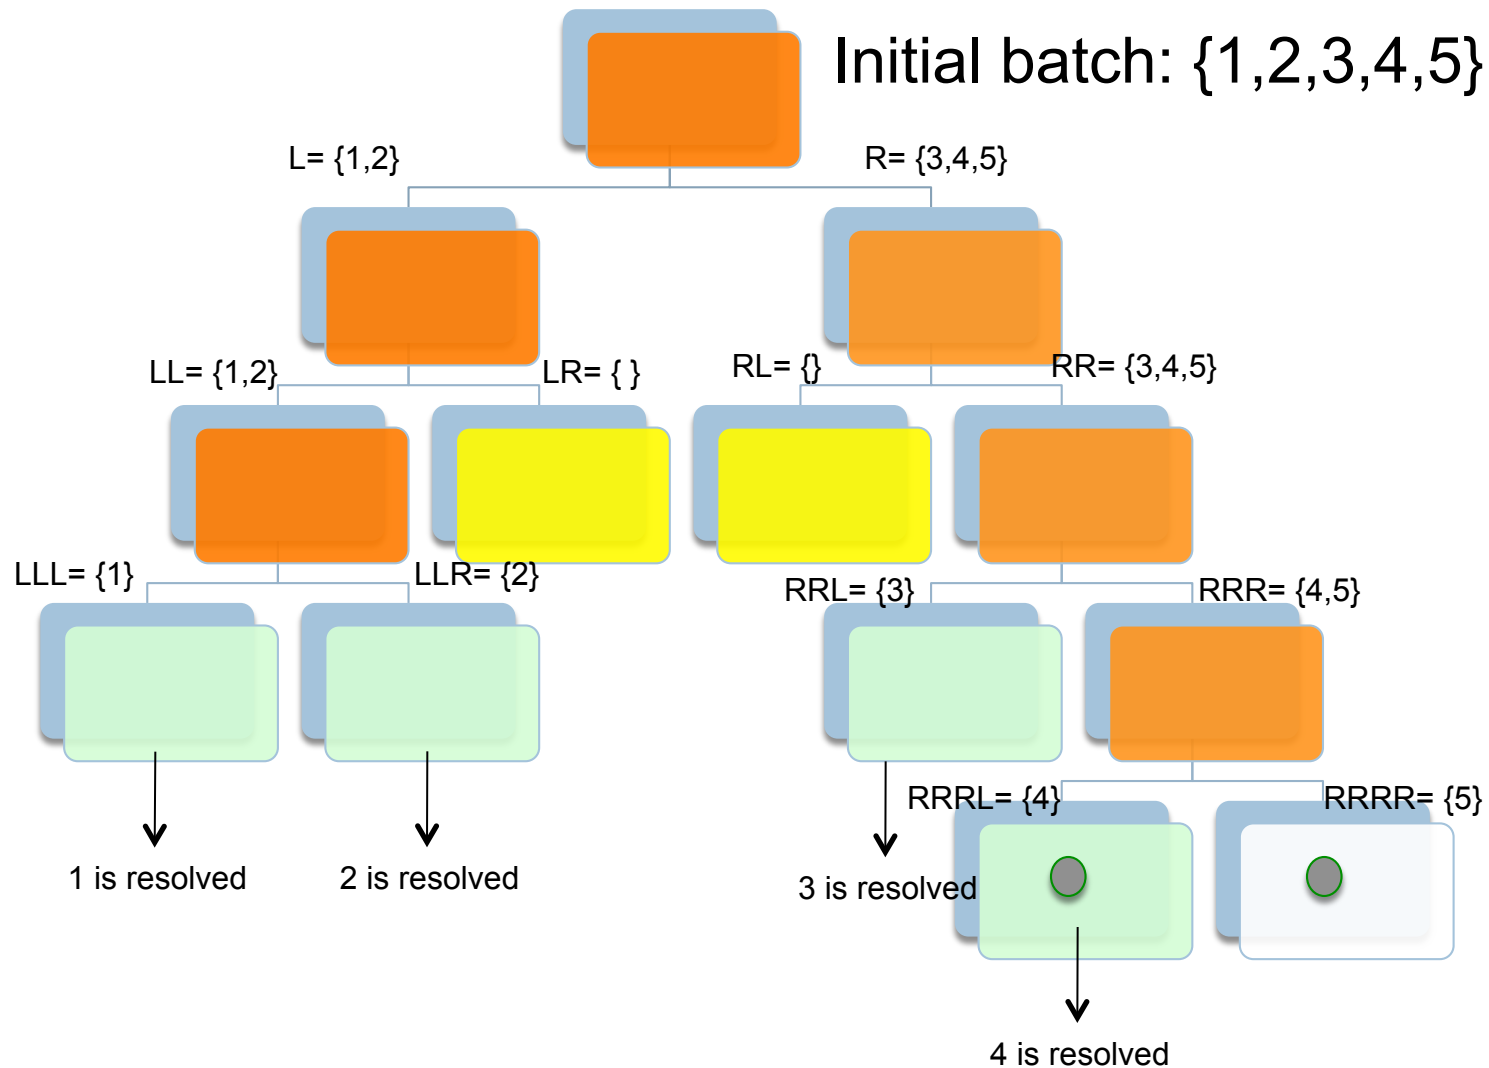 Initial batch: {1,2,3,4,5}
L= {1,2}
R= {3,4,5}
LL= {1,2}
LR= { }
RL= {}
RR= {3,4,5}
LLL= {1}
LLR= {2}
RRL= {3}
RRR= {4,5}
RRRL= {4}
RRRR= {5}
1 is resolved
2 is resolved
3 is resolved
4 is resolved